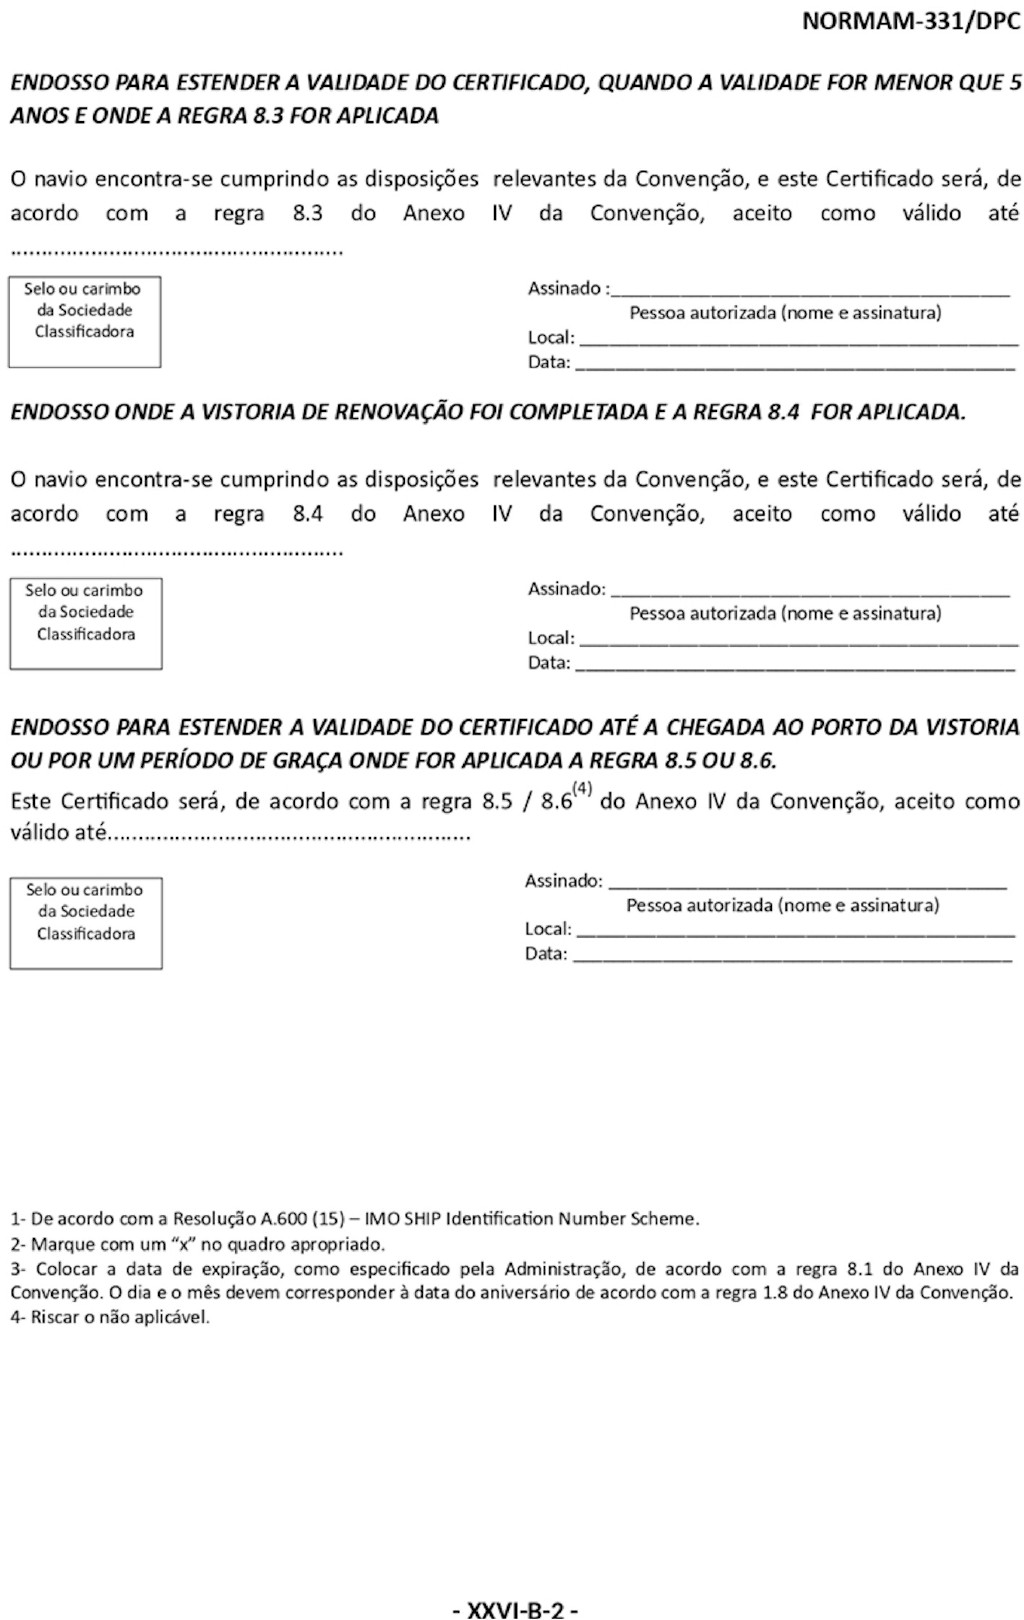 NORMAM-331/DPC
ENDOSSO PARA ESTENDER A VALIDADE DO CERTIFICADO, QUANDO A VALIDADE FOR MENOR QUE 5
ANOS E ONDE A REGRA 8.3 FOR APLICADA
O navio encontra-se cumprindo as disposições relevantes da Convenção, e este Certificado será, de
acordo com a regra 8.3 do Anexo IV da Convenção, aceito como válido até
.......................................................
Selo ou carimbo
da Sociedade
Classificadora
Assinado :________________________________________
Pessoa autorizada (nome e assinatura)
Local: ____________________________________________
Data: ____________________________________________
ENDOSSO ONDE A VISTORIA DE RENOVAÇÃO FOI COMPLETADA E A REGRA 8.4 FOR APLICADA.
O navio encontra-se cumprindo as disposições relevantes da Convenção, e este Certificado será, de
acordo com a regra 8.4 do Anexo IV da Convenção, aceito como válido até
.......................................................
Selo ou carimbo
da Sociedade
Classificadora
Assinado: ________________________________________
Pessoa autorizada (nome e assinatura)
Local: ____________________________________________
Data: ____________________________________________
ENDOSSO PARA ESTENDER A VALIDADE DO CERTIFICADO ATÉ A CHEGADA AO PORTO DA VISTORIA
OU POR UM PERÍODO DE GRAÇA ONDE FOR APLICADA A REGRA 8.5 OU 8.6.
Este Certificado será, de acordo com a regra 8.5 / 8.6(4) do Anexo IV da Convenção, aceito como
válido até............................................................
Selo ou carimbo
da Sociedade
Classificadora
Assinado: ________________________________________
Pessoa autorizada (nome e assinatura)
Local: ____________________________________________
Data: ____________________________________________
1- De acordo com a Resolução A.600 (15) – IMO SHIP Identification Number Scheme.
2- Marque com um “x” no quadro apropriado.
3- Colocar a data de expiração, como especificado pela Administração, de acordo com a regra 8.1 do Anexo IV da
Convenção. O dia e o mês devem corresponder à data do aniversário de acordo com a regra 1.8 do Anexo IV da Convenção.
4- Riscar o não aplicável.
- XXVI-B-2 -